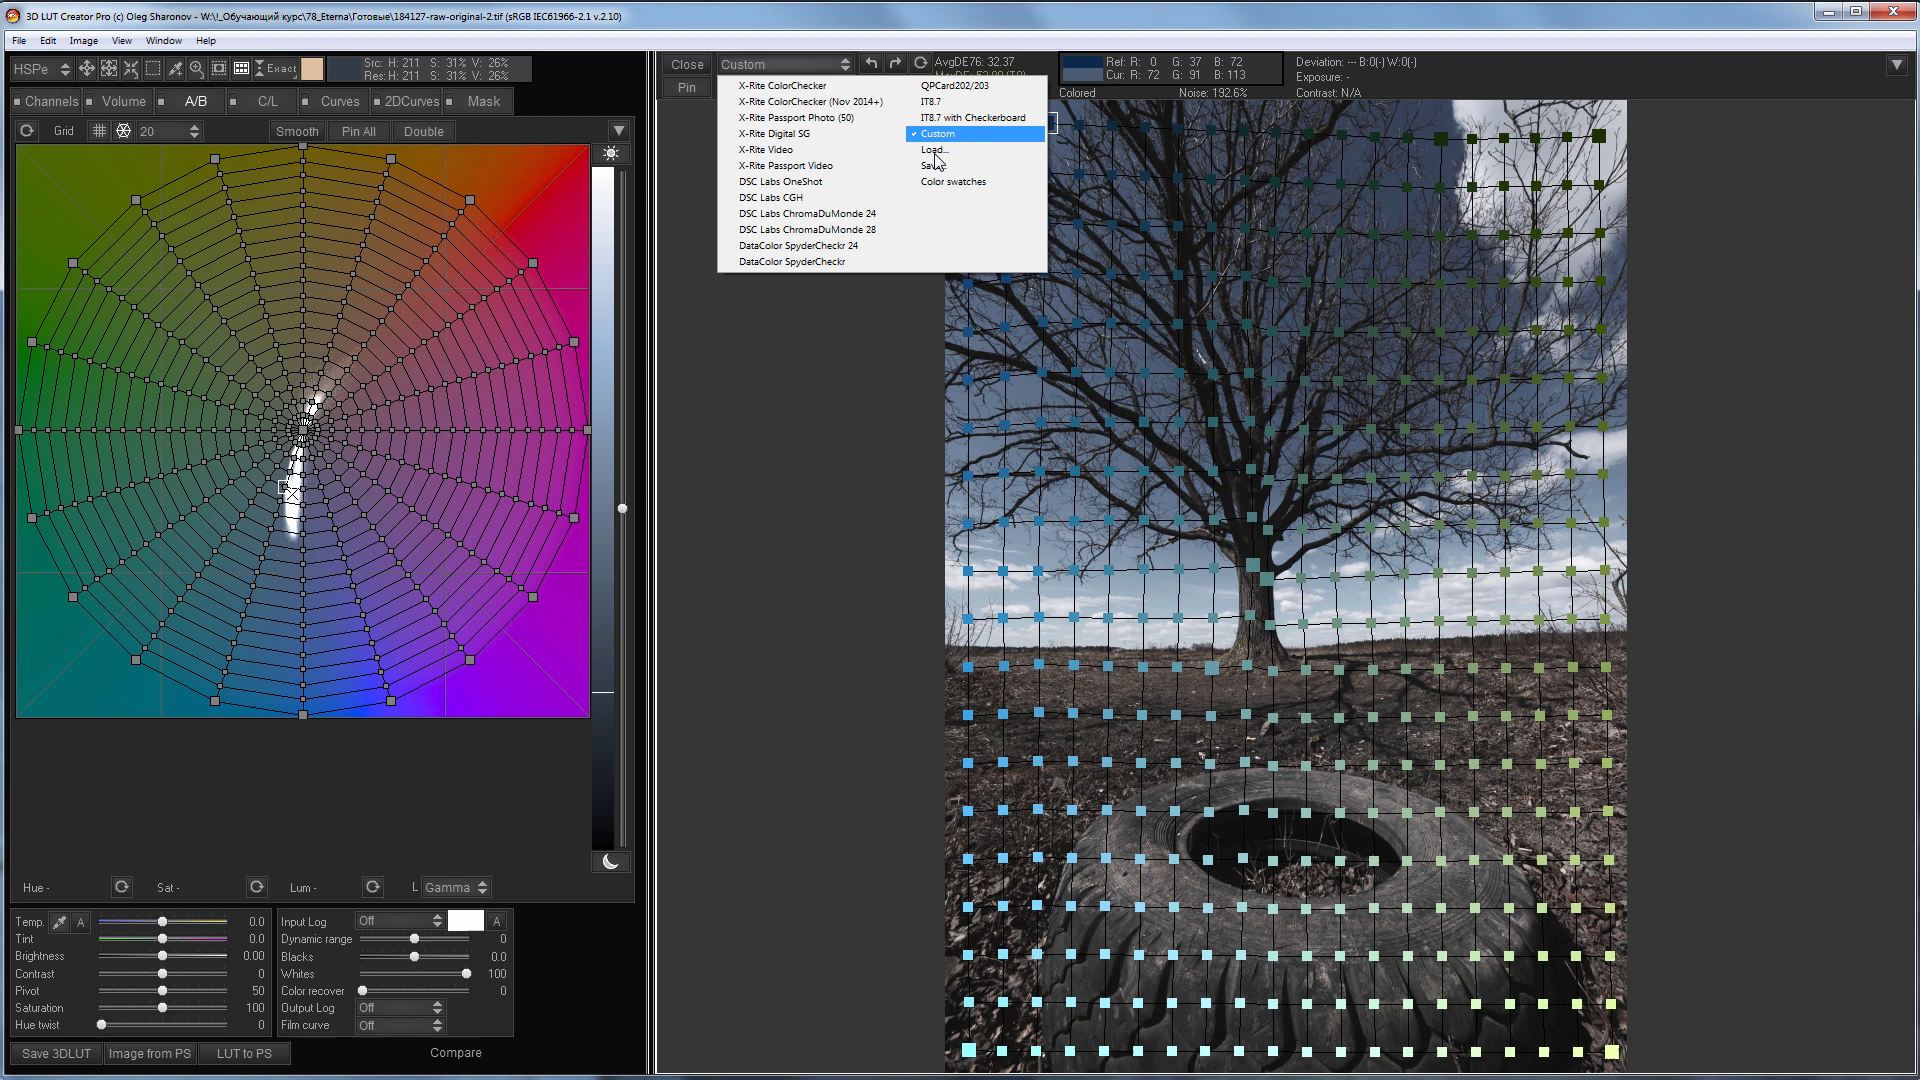 3D LUT Creator Pro (c) Oleg Sharonov - W:\!_Обучающий курс\78_Eterna\Готовые\184127-raw-original-2.tif (sRGB IEC61966-2.1 v.2.10)
File Edit Image View Window Help
HSPe Exact Src: H: 211 S: 31% V: 26%
Res: H: 211 S: 31% V: 26%
Channels Volume A/B C/L Curves 2DCurves Mask
Grid 20 Smooth Pin All Double
Hue - Sat - Lum - L Gamma
Temp. A 0.0
Tint 0.0
Brightness 0.00
Contrast 0
Pivot 50
Saturation 100
Hue twist 0
Input Log Off A
Dynamic range 0
Blacks 0.0
Whites 100
Color recover 0
Output Log Off
Film curve Off
Save 3DLUT Image from PS LUT to PS Compare
Close Custom AvgDE76: 32.37
Pin
Ref: R: 0 G: 37 B: 72
Cur: R: 72 G: 91 B: 113
Colored Noise: 192.6%
Deviation: --- B:0(-) W:0(-)
Exposure: -
Contrast: N/A
X-Rite ColorChecker
X-Rite ColorChecker (Nov 2014+)
X-Rite Passport Photo (50)
X-Rite Digital SG
X-Rite Video
X-Rite Passport Video
DSC Labs OneShot
DSC Labs CGH
DSC Labs ChromaDuMonde 24
DSC Labs ChromaDuMonde 28
DataColor SpyderCheckr 24
DataColor SpyderCheckr
QPCard202/203
IT8.7
IT8.7 with Checkerboard
Custom
Load...
Color swatches